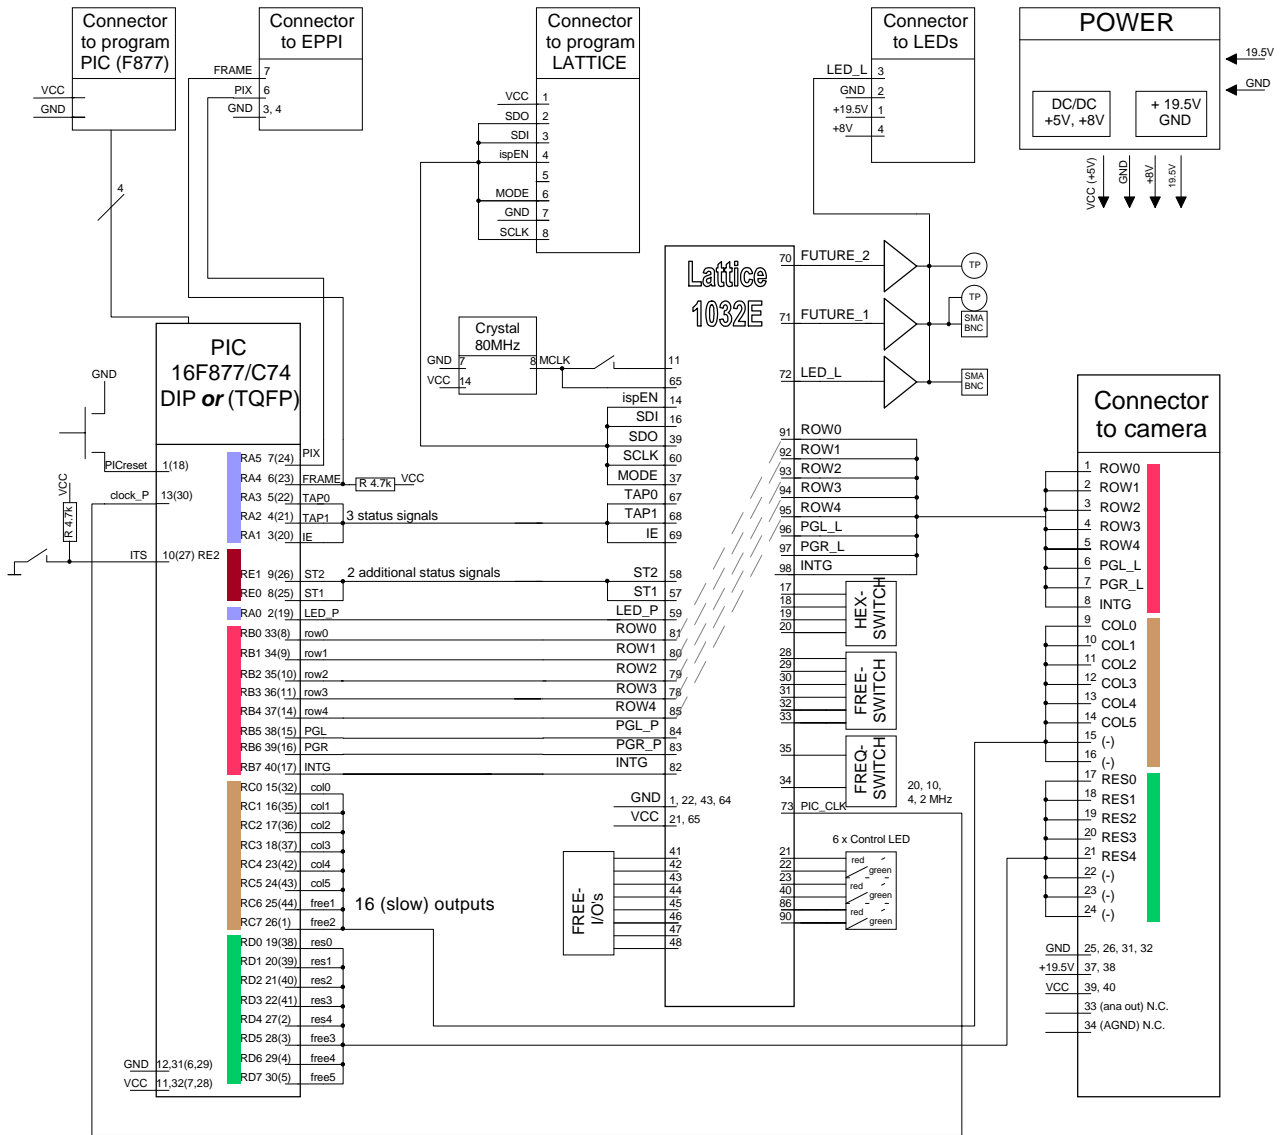 Connector
to program
PIC (F877)
VCC
GND
4
Connector
to EPPI
FRAME 7
PIX 6
GND 3, 4
Connector
to program
LATTICE
VCC 1
SDO 2
SDI 3
ispEN 4
5
MODE 6
GND 7
SCLK 8
Connector
to LEDs
LED_L 3
GND 2
+19.5V 1
+8V 4
POWER
DC/DC
+5V, +8V
+ 19.5V
GND
19.5V
GND
VCC (+5V)
GND
+8V
19.5V
Crystal
80MHz
GND 7
VCC 14
8 MCLK
PIC
16F877/C74
DIP or (TQFP)
GND
PICreset 1(18)
clock_P 13(30)
VCC
R 4.7k
ITS 10(27) RE2
RA5 7(24) PIX
RA4 6(23) FRAME
R 4.7k
VCC
RA3 5(22) TAP0
RA2 4(21) TAP1
RA1 3(20) IE
3 status signals
RE1 9(26) ST2
RE0 8(25) ST1
2 additional status signals
RA0 2(19) LED_P
RB0 33(8) row0
RB1 34(9) row1
RB2 35(10) row2
RB3 36(11) row3
RB4 37(14) row4
RB5 38(15) PGL
RB6 39(16) PGR
RB7 40(17) INTG
RC0 15(32) col0
RC1 16(35) col1
RC2 17(36) col2
RC3 18(37) col3
RC4 23(42) col4
RC5 24(43) col5
RC6 25(44) free1
RC7 26(1) free2
16 (slow) outputs
RD0 19(38) res0
RD1 20(39) res1
RD2 21(40) res2
RD3 22(41) res3
RD4 27(2) res4
RD5 28(3) free3
RD6 29(4) free4
RD7 30(5) free5
GND 12,31(6,29)
VCC 11,32(7,28)
Lattice
1032E
11
65
ispEN 14
SDI 16
SDO 39
SCLK 60
MODE 37
TAP0 67
TAP1 68
IE 69
ST2 58
ST1 57
LED_P 59
ROW0 81
ROW1 80
ROW2 79
ROW3 78
ROW4 85
PGL_P 84
PGR_P 83
INTG 82
GND 1, 22, 43, 64
VCC 21, 65
FREE-
I/O's
41
42
43
44
45
46
47
48
70 FUTURE_2
71 FUTURE_1
72 LED_L
TP
TP
SMA
BNC
SMA
BNC
91 ROW0
92 ROW1
93 ROW2
94 ROW3
95 ROW4
96 PGL_L
97 PGR_L
98 INTG
17
18
19
20
HEX-
SWITCH
28
29
30
31
32
33
FREE-
SWITCH
35
34
FREQ-
SWITCH
20, 10,
4, 2 MHz
73 PIC_CLK
6 x Control LED
21
22
23
40
86
90
red
green
red
green
red
green
Connector
to camera
1 ROW0
2 ROW1
3 ROW2
4 ROW3
5 ROW4
6 PGL_L
7 PGR_L
8 INTG
9 COL0
10 COL1
11 COL2
12 COL3
13 COL4
14 COL5
15 (-)
16 (-)
17 RES0
18 RES1
19 RES2
20 RES3
21 RES4
22 (-)
23 (-)
24 (-)
GND 25, 26, 31, 32
+19.5V 37, 38
VCC 39, 40
33 (ana out) N.C.
34 (AGND) N.C.